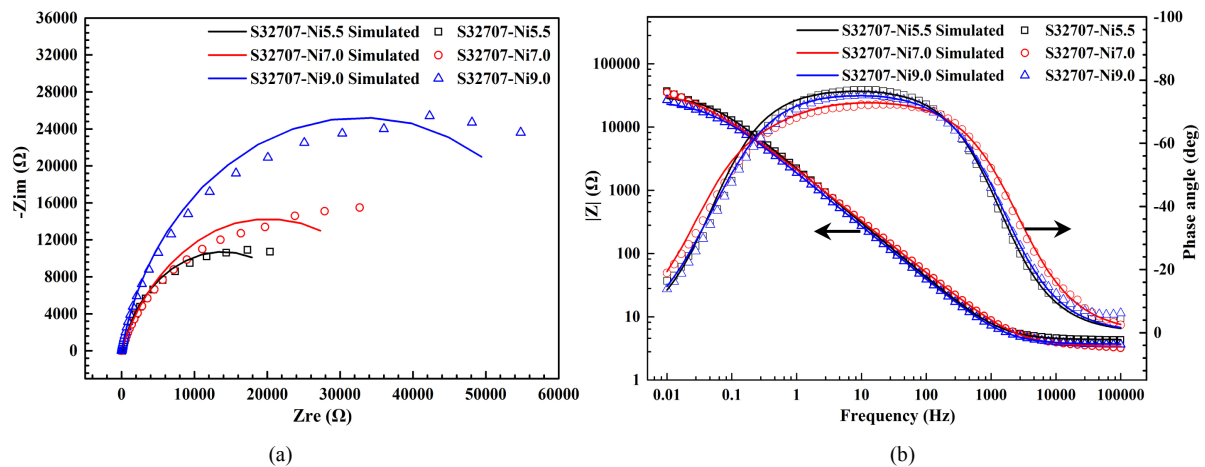 (a)
S32707-Ni5.5 Simulated S32707-Ni5.5
S32707-Ni7.0 Simulated S32707-Ni7.0
S32707-Ni9.0 Simulated S32707-Ni9.0
36000
32000
28000
24000
20000
16000
12000
8000
4000
0
-Zim (Ω)
0 10000 20000 30000 40000 50000 60000
Zre (Ω)
(a)
(b)
S32707-Ni5.5 Simulated S32707-Ni5.5
S32707-Ni7.0 Simulated S32707-Ni7.0
S32707-Ni9.0 Simulated S32707-Ni9.0
100000
10000
1000
100
10
1
|Z| (Ω)
-100
-80
-60
-40
-20
0
Phase angle (deg)
0.01 0.1 1 10 100 1000 10000 100000
Frequency (Hz)
(b)